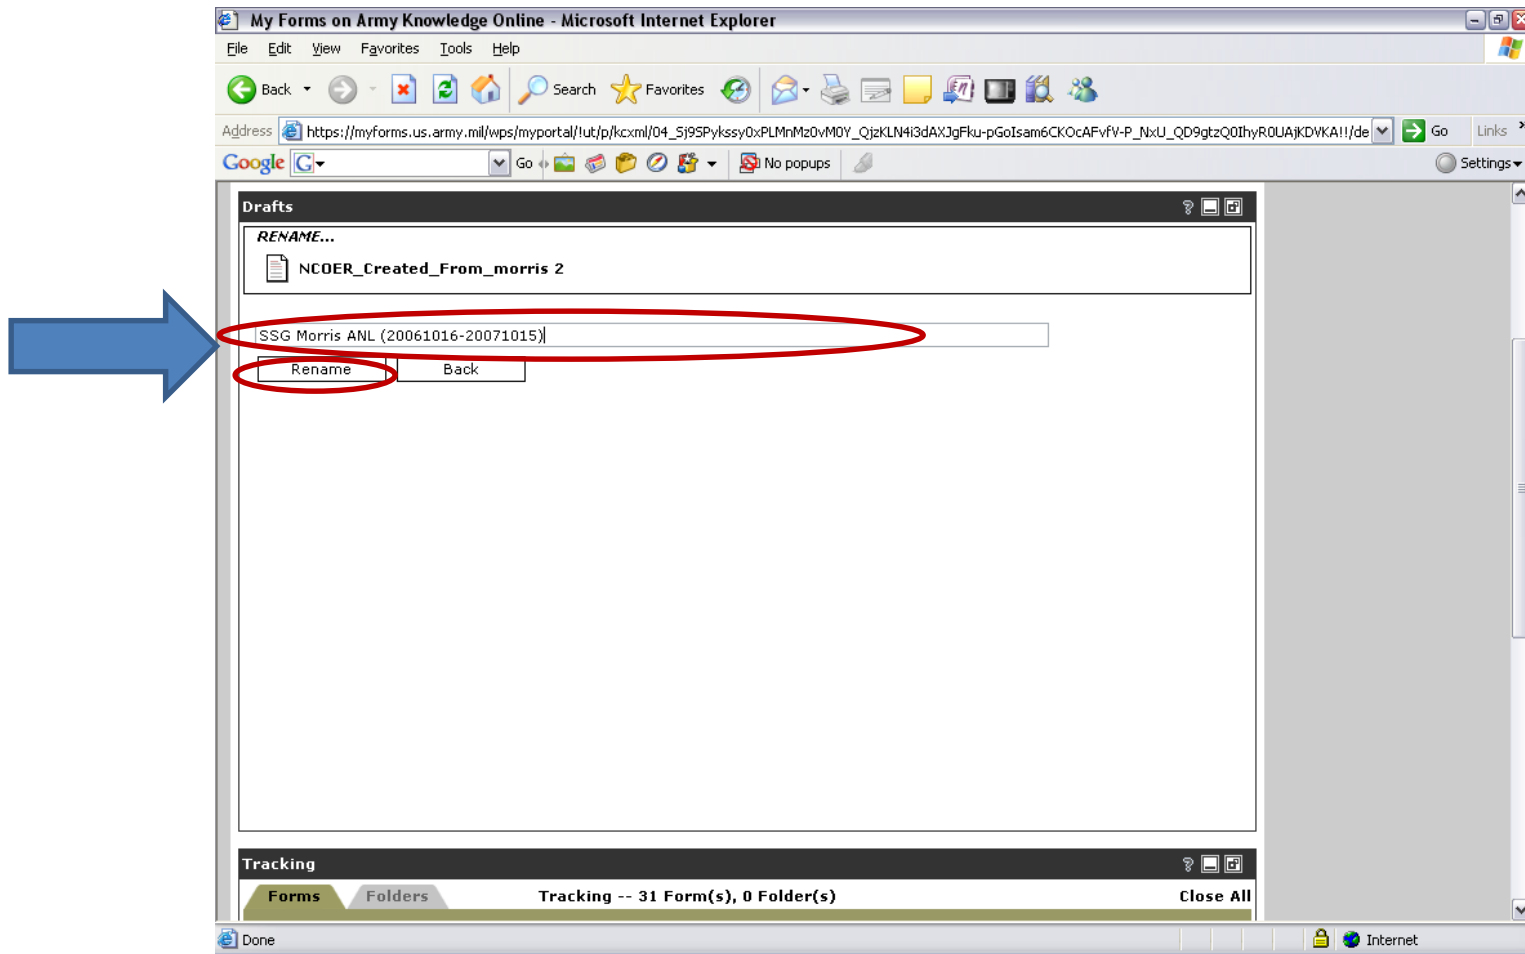 My Forms on Army Knowledge Online - Microsoft Internet Explorer
File Edit View Favorites Tools Help
Back Search Favorites
Address https://myforms.us.army.mil/wps/myportal/!ut/p/kcxml/04_Sj9SPykssy0xPLMnMz0vM0Y_QjzKLN4i3dAXJgFku-pGoIsam6CKOcAFvfV-P_NxU_QD9gtzQ0IhyR0UAjKDVKA!!/de Go Links »
Google G Go No popups Settings
Drafts ?
RENAME...
NCOER_Created_From_morris 2
SSG Morris ANL (20061016-20071015)
Rename Back
Tracking ?
Forms Folders Tracking -- 31 Form(s), 0 Folder(s) Close All
Done Internet